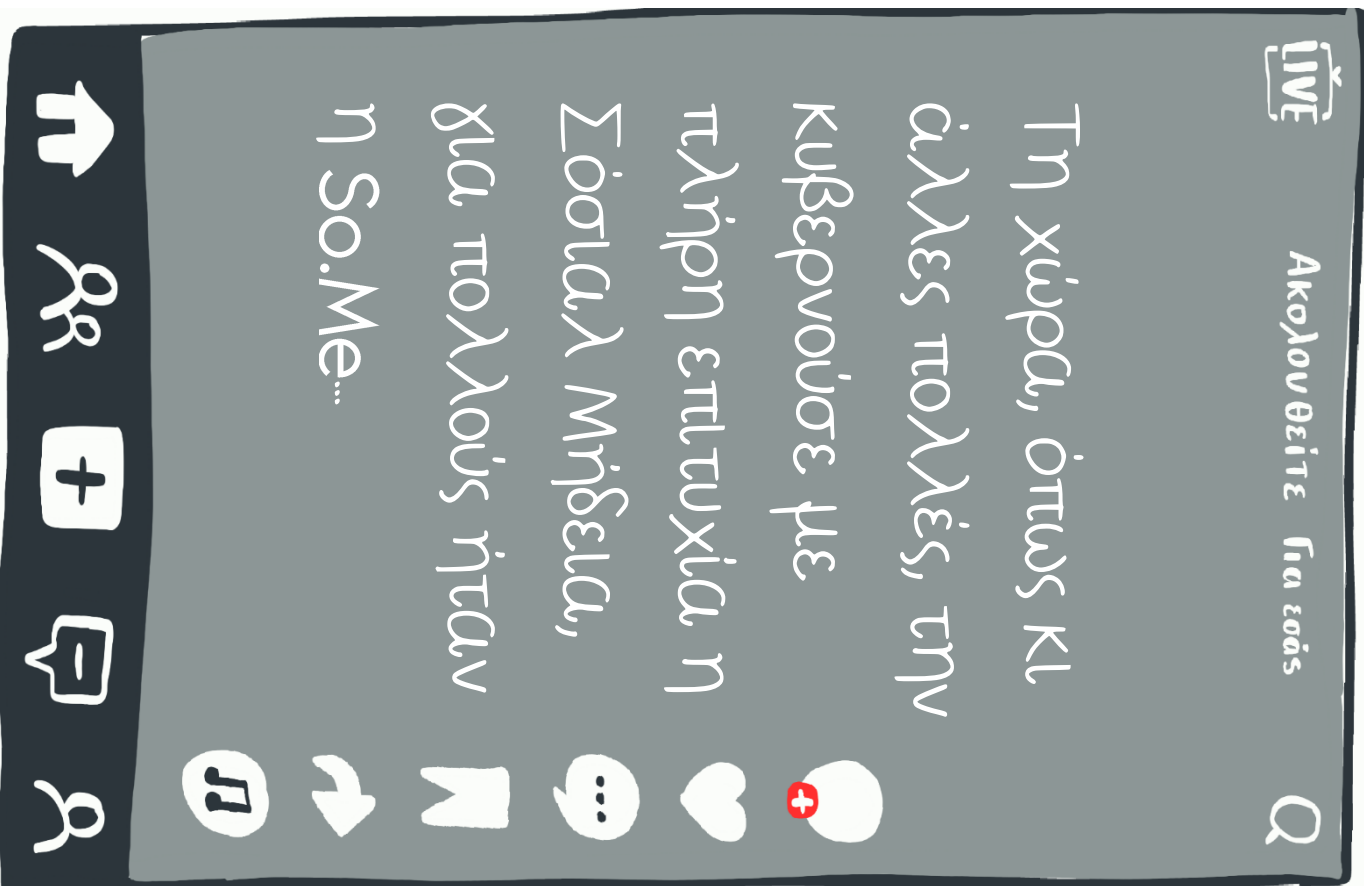 LIVE
Ακολουθείτε Για εσάς
Τη χώρα, όπως κι
άλλες πολλές, την
κυβερνούσε με
πλήρη επιτυχία η
Σόσιαλ Μήδεια,
για πολλούς ήταν
η So.Me...